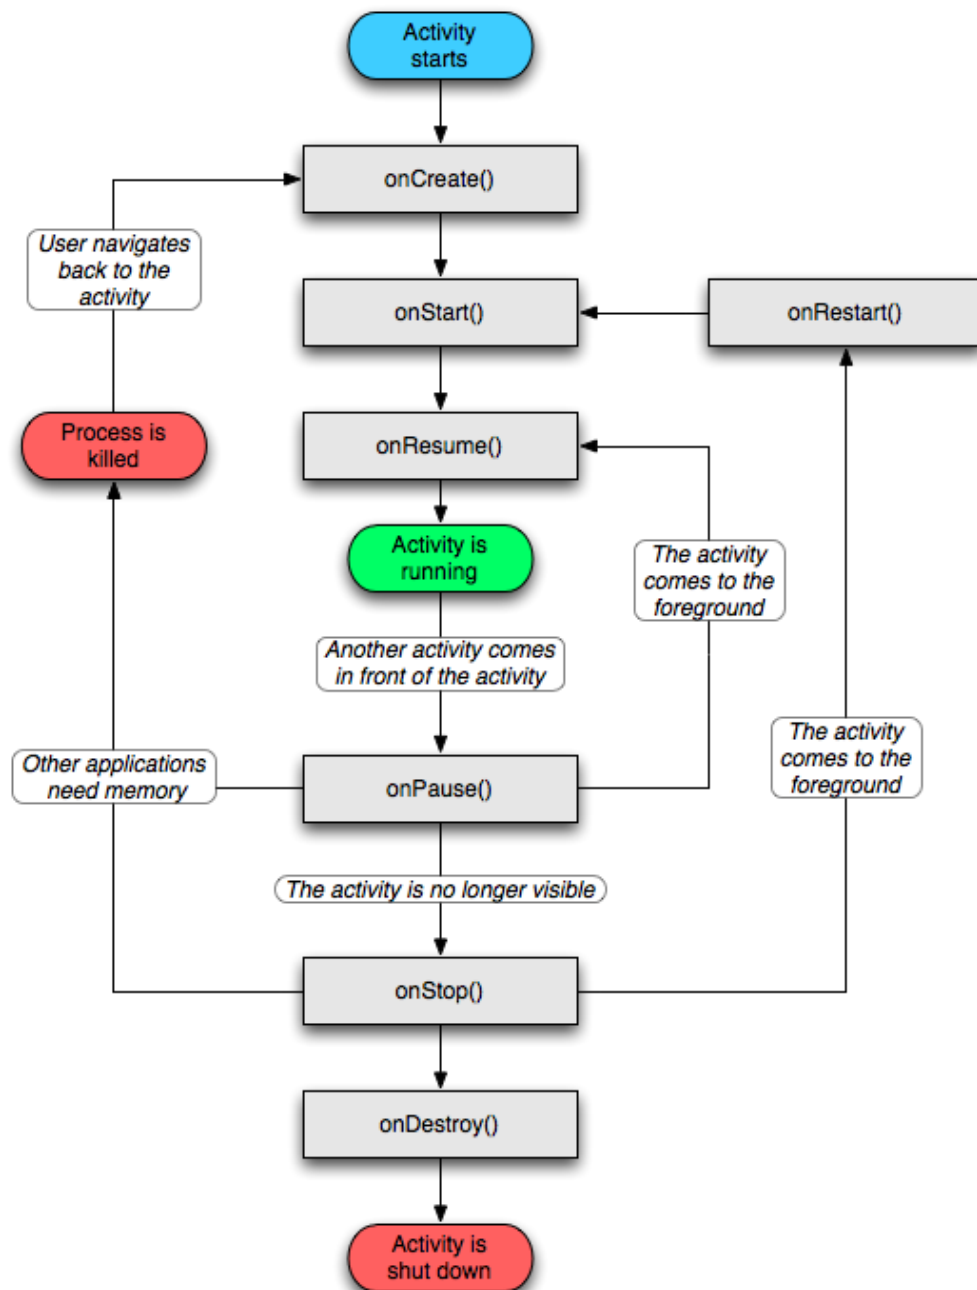 Activity
starts
onCreate()
User navigates
back to the
activity
onStart()
onRestart()
Process is
killed
onResume()
Activity is
running
The activity
comes to the
foreground
Another activity comes
in front of the activity
The activity
comes to the
foreground
Other applications
need memory
onPause()
The activity is no longer visible
onStop()
onDestroy()
Activity is
shut down